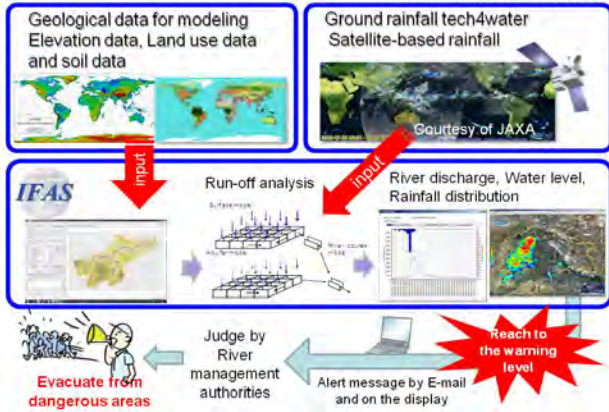 Geological data for modeling
Elevation data, Land use data
and soil data
Ground rainfall tech4water
Satellite-based rainfall
Courtesy of JAXA
input
input
IFAS
Run-off analysis
River discharge, Water level,
Rainfall distribution
Evacuate from
dangerous areas
Judge by
River
management
authorities
Alert message by E-mail
and on the display
Reach to
the warning
level